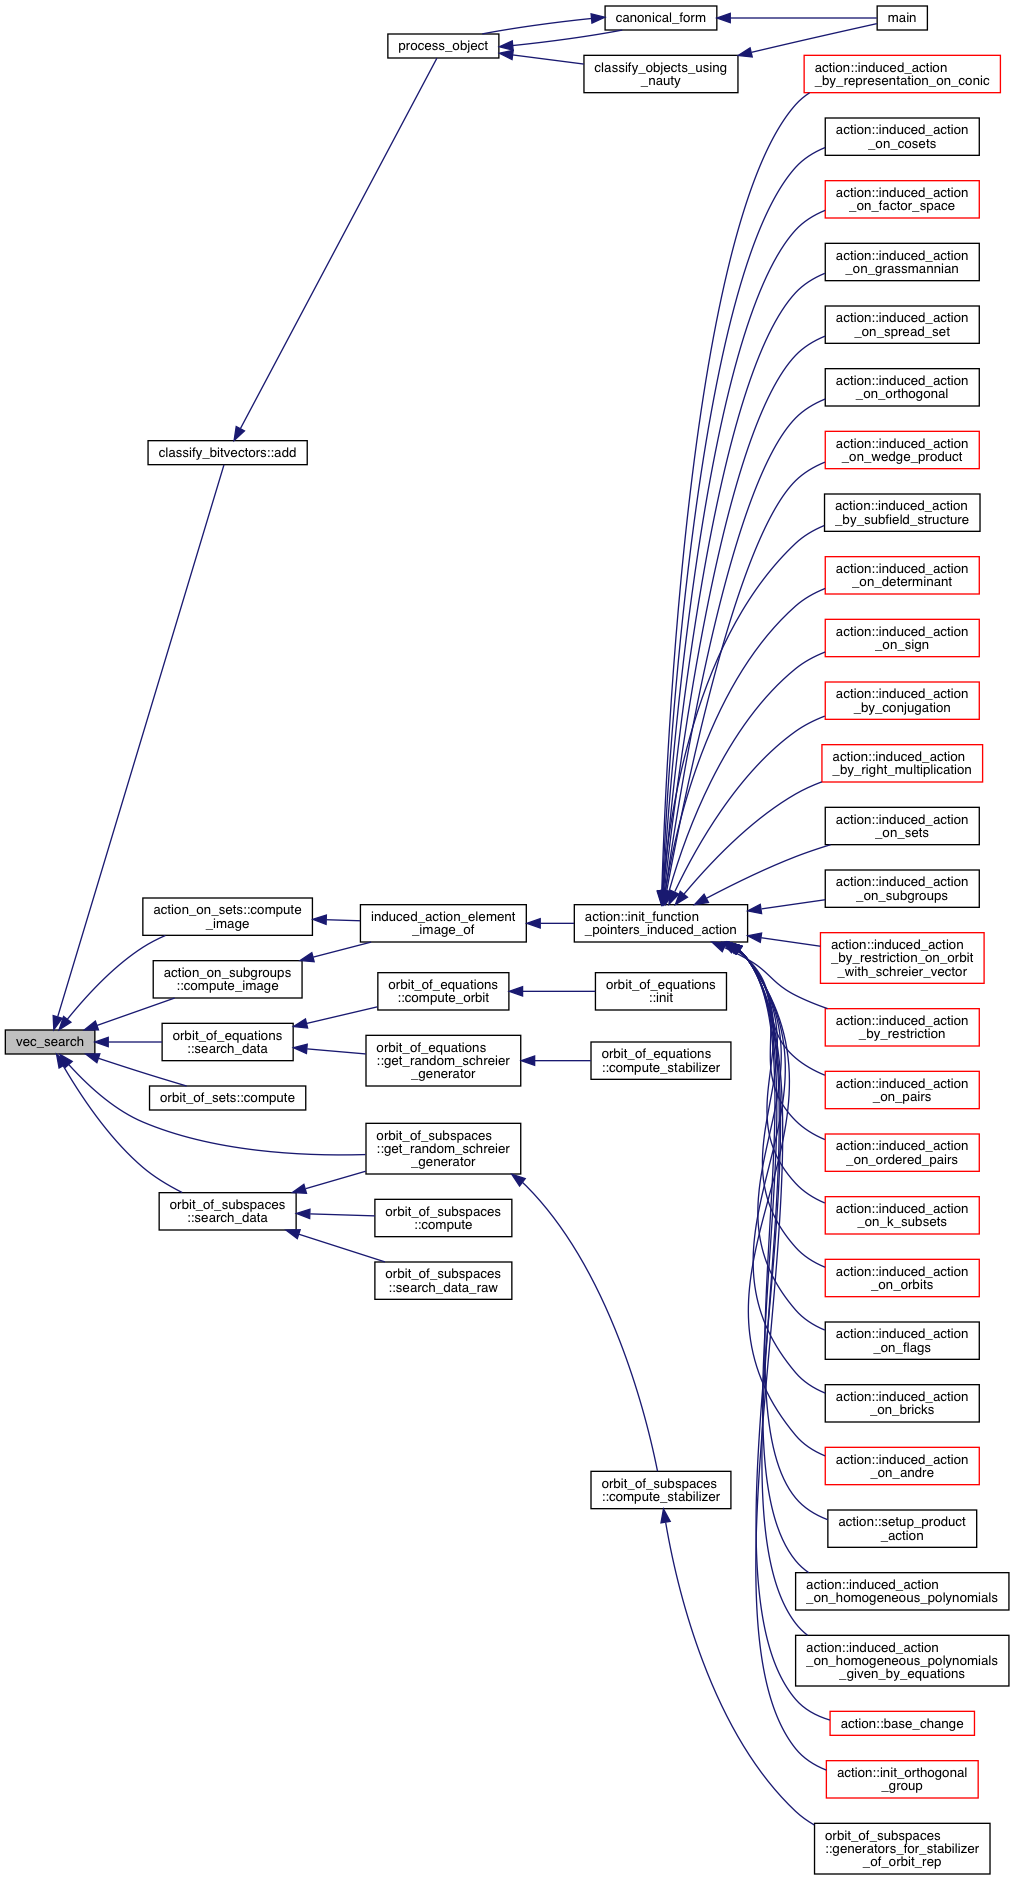 canonical_form
main
process_object
classify_objects_using
_nauty
action::induced_action
_by_representation_on_conic
action::induced_action
_on_cosets
action::induced_action
_on_factor_space
action::induced_action
_on_grassmannian
action::induced_action
_on_spread_set
action::induced_action
_on_orthogonal
classify_bitvectors::add
action::induced_action
_on_wedge_product
action::induced_action
_by_subfield_structure
action::induced_action
_on_determinant
action::induced_action
_on_sign
action::induced_action
_by_conjugation
action::induced_action
_by_right_multiplication
action::induced_action
_on_sets
action::induced_action
_on_subgroups
action_on_sets::compute
_image
induced_action_element
_image_of
action::init_function
_pointers_induced_action
action::induced_action
_by_restriction_on_orbit
_with_schreier_vector
action_on_subgroups
::compute_image
orbit_of_equations
::compute_orbit
orbit_of_equations
::init
action::induced_action
_by_restriction
vec_search
orbit_of_equations
::search_data
orbit_of_equations
::get_random_schreier
_generator
orbit_of_equations
::compute_stabilizer
action::induced_action
_on_pairs
orbit_of_sets::compute
orbit_of_subspaces
::get_random_schreier
_generator
action::induced_action
_on_ordered_pairs
orbit_of_subspaces
::search_data
orbit_of_subspaces
::compute
action::induced_action
_on_k_subsets
orbit_of_subspaces
::search_data_raw
action::induced_action
_on_orbits
action::induced_action
_on_flags
action::induced_action
_on_bricks
action::induced_action
_on_andre
orbit_of_subspaces
::compute_stabilizer
action::setup_product
_action
action::induced_action
_on_homogeneous_polynomials
action::induced_action
_on_homogeneous_polynomials
_given_by_equations
action::base_change
action::init_orthogonal
_group
orbit_of_subspaces
::generators_for_stabilizer
_of_orbit_rep